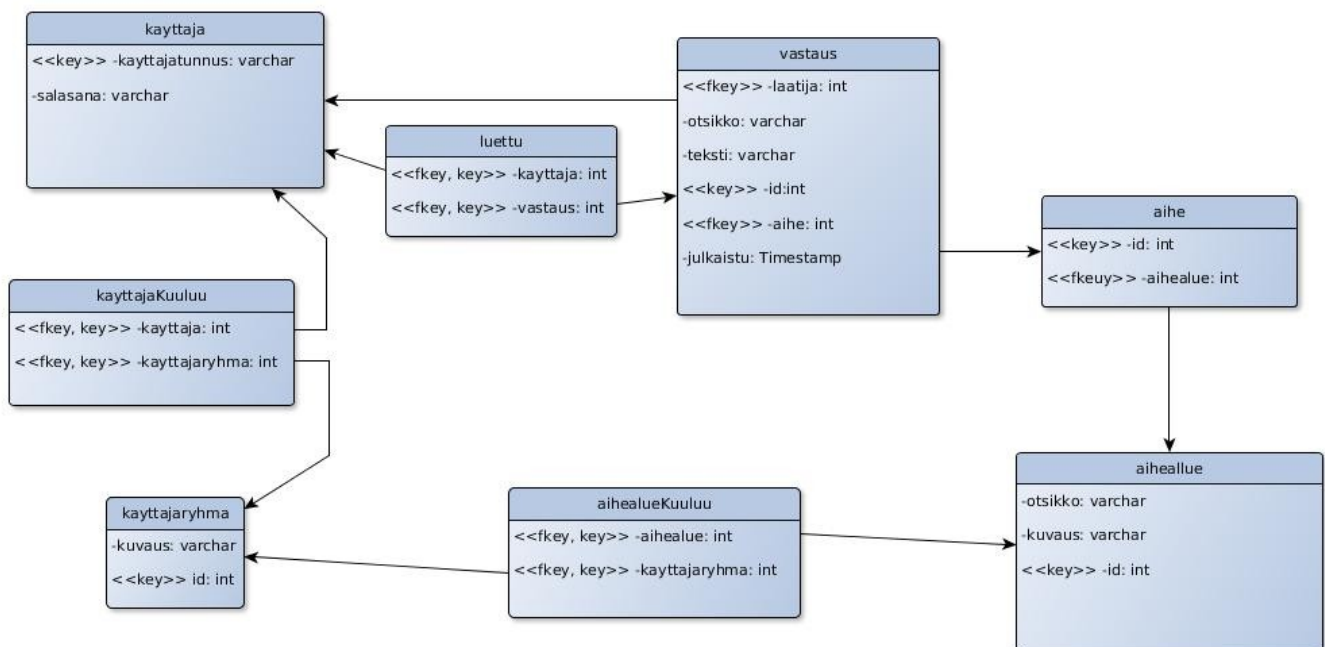 kayttaja
<<key>> -kayttajatunnus: varchar
-salasana: varchar
vastaus
<<fkey>> -laatija: int
-otsikko: varchar
-teksti: varchar
<<key>> -id:int
<<fkey>> -aihe: int
-julkaistu: Timestamp
luettu
<<fkey, key>> -kayttaja: int
<<fkey, key>> -vastaus: int
aihe
<<key>> -id: int
<<fkeuy>> -aihealue: int
kayttajaKuuluu
<<fkey, key>> -kayttaja: int
<<fkey, key>> -kayttajaryhma: int
kayttajaryhma
-kuvaus: varchar
<<key>> id: int
aihealueKuuluu
<<fkey, key>> -aihealue: int
<<fkey, key>> -kayttajaryhma: int
aiheallue
-otsikko: varchar
-kuvaus: varchar
<<key>> -id: int